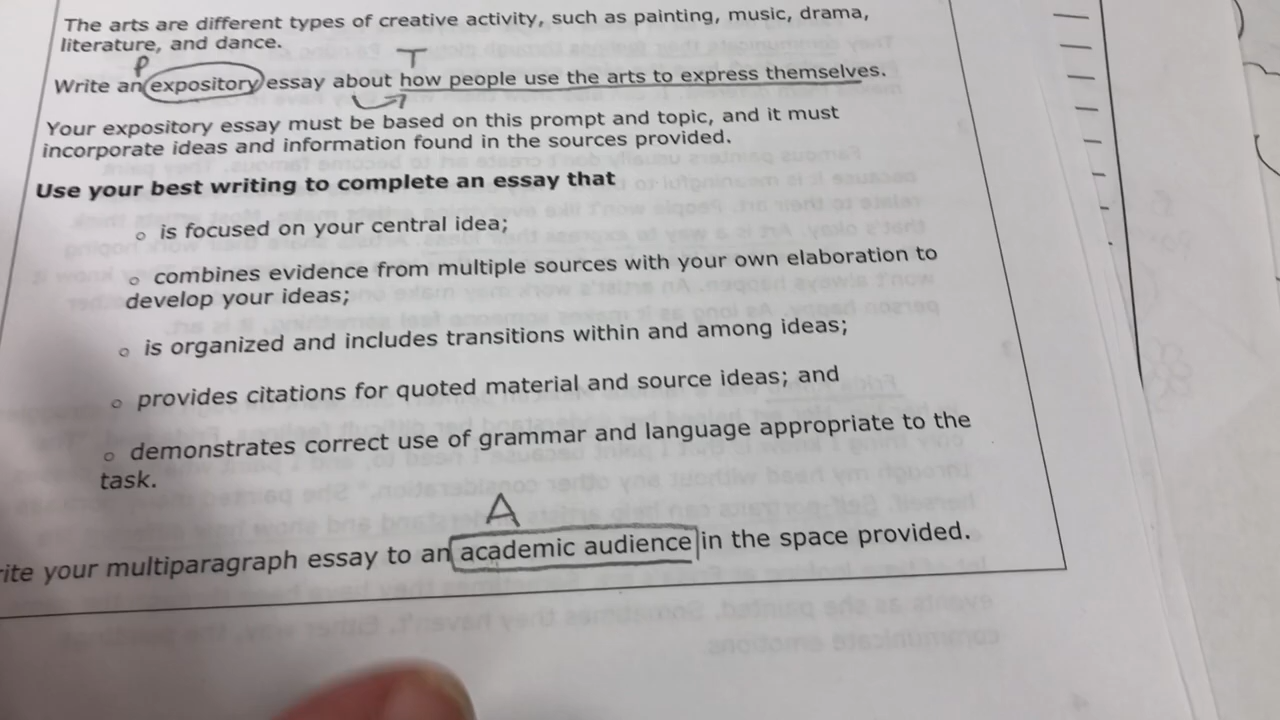 The arts are different types of creative activity, such as painting, music, drama,
literature, and dance.
P
T
Write an expository essay about how people use the arts to express themselves.
Your expository essay must be based on this prompt and topic, and it must
incorporate ideas and information found in the sources provided.
Use your best writing to complete an essay that
o is focused on your central idea;
o combines evidence from multiple sources with your own elaboration to
develop your ideas;
o is organized and includes transitions within and among ideas;
o provides citations for quoted material and source ideas; and
o demonstrates correct use of grammar and language appropriate to the
task.
A
rite your multiparagraph essay to an academic audience in the space provided.